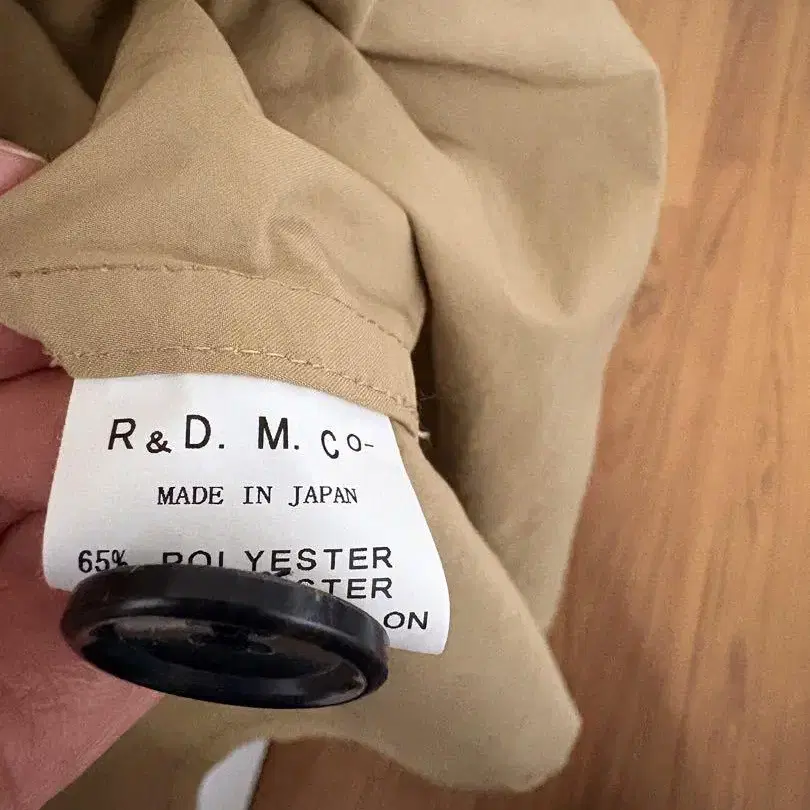 R & D. M. Co-
MADE IN JAPAN
65% POLYESTER